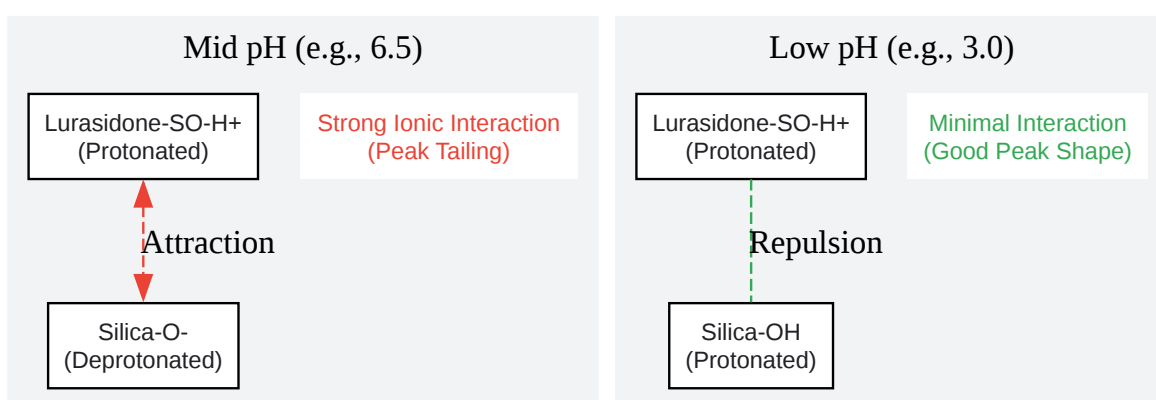 Mid pH (e.g., 6.5)
Lurasidone-SO-H+
(Protonated)
Strong Ionic Interaction
(Peak Tailing)
Attraction
Silica-O-
(Deprotonated)
Low pH (e.g., 3.0)
Lurasidone-SO-H+
(Protonated)
Minimal Interaction
(Good Peak Shape)
Repulsion
Silica-OH
(Protonated)